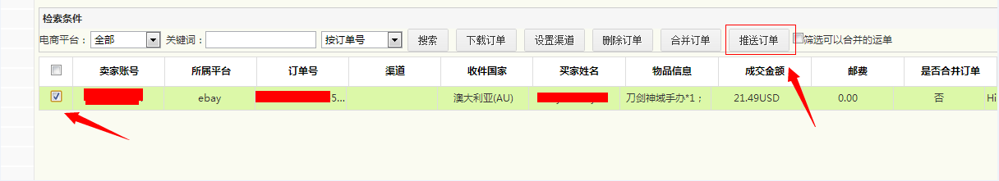 检索条件
电商平台：全部 关键词： 按订单号 搜索 下载订单 设置渠道 删除订单 合并订单 推送订单 筛选可以合并的运单
卖家账号 所属平台 订单号 渠道 收件国家 买家姓名 物品信息 成交金额 邮费 是否合并订单
ebay 5... 澳大利亚(AU) 刀剑神域手办*1； 21.49USD 0.00 否 Hi